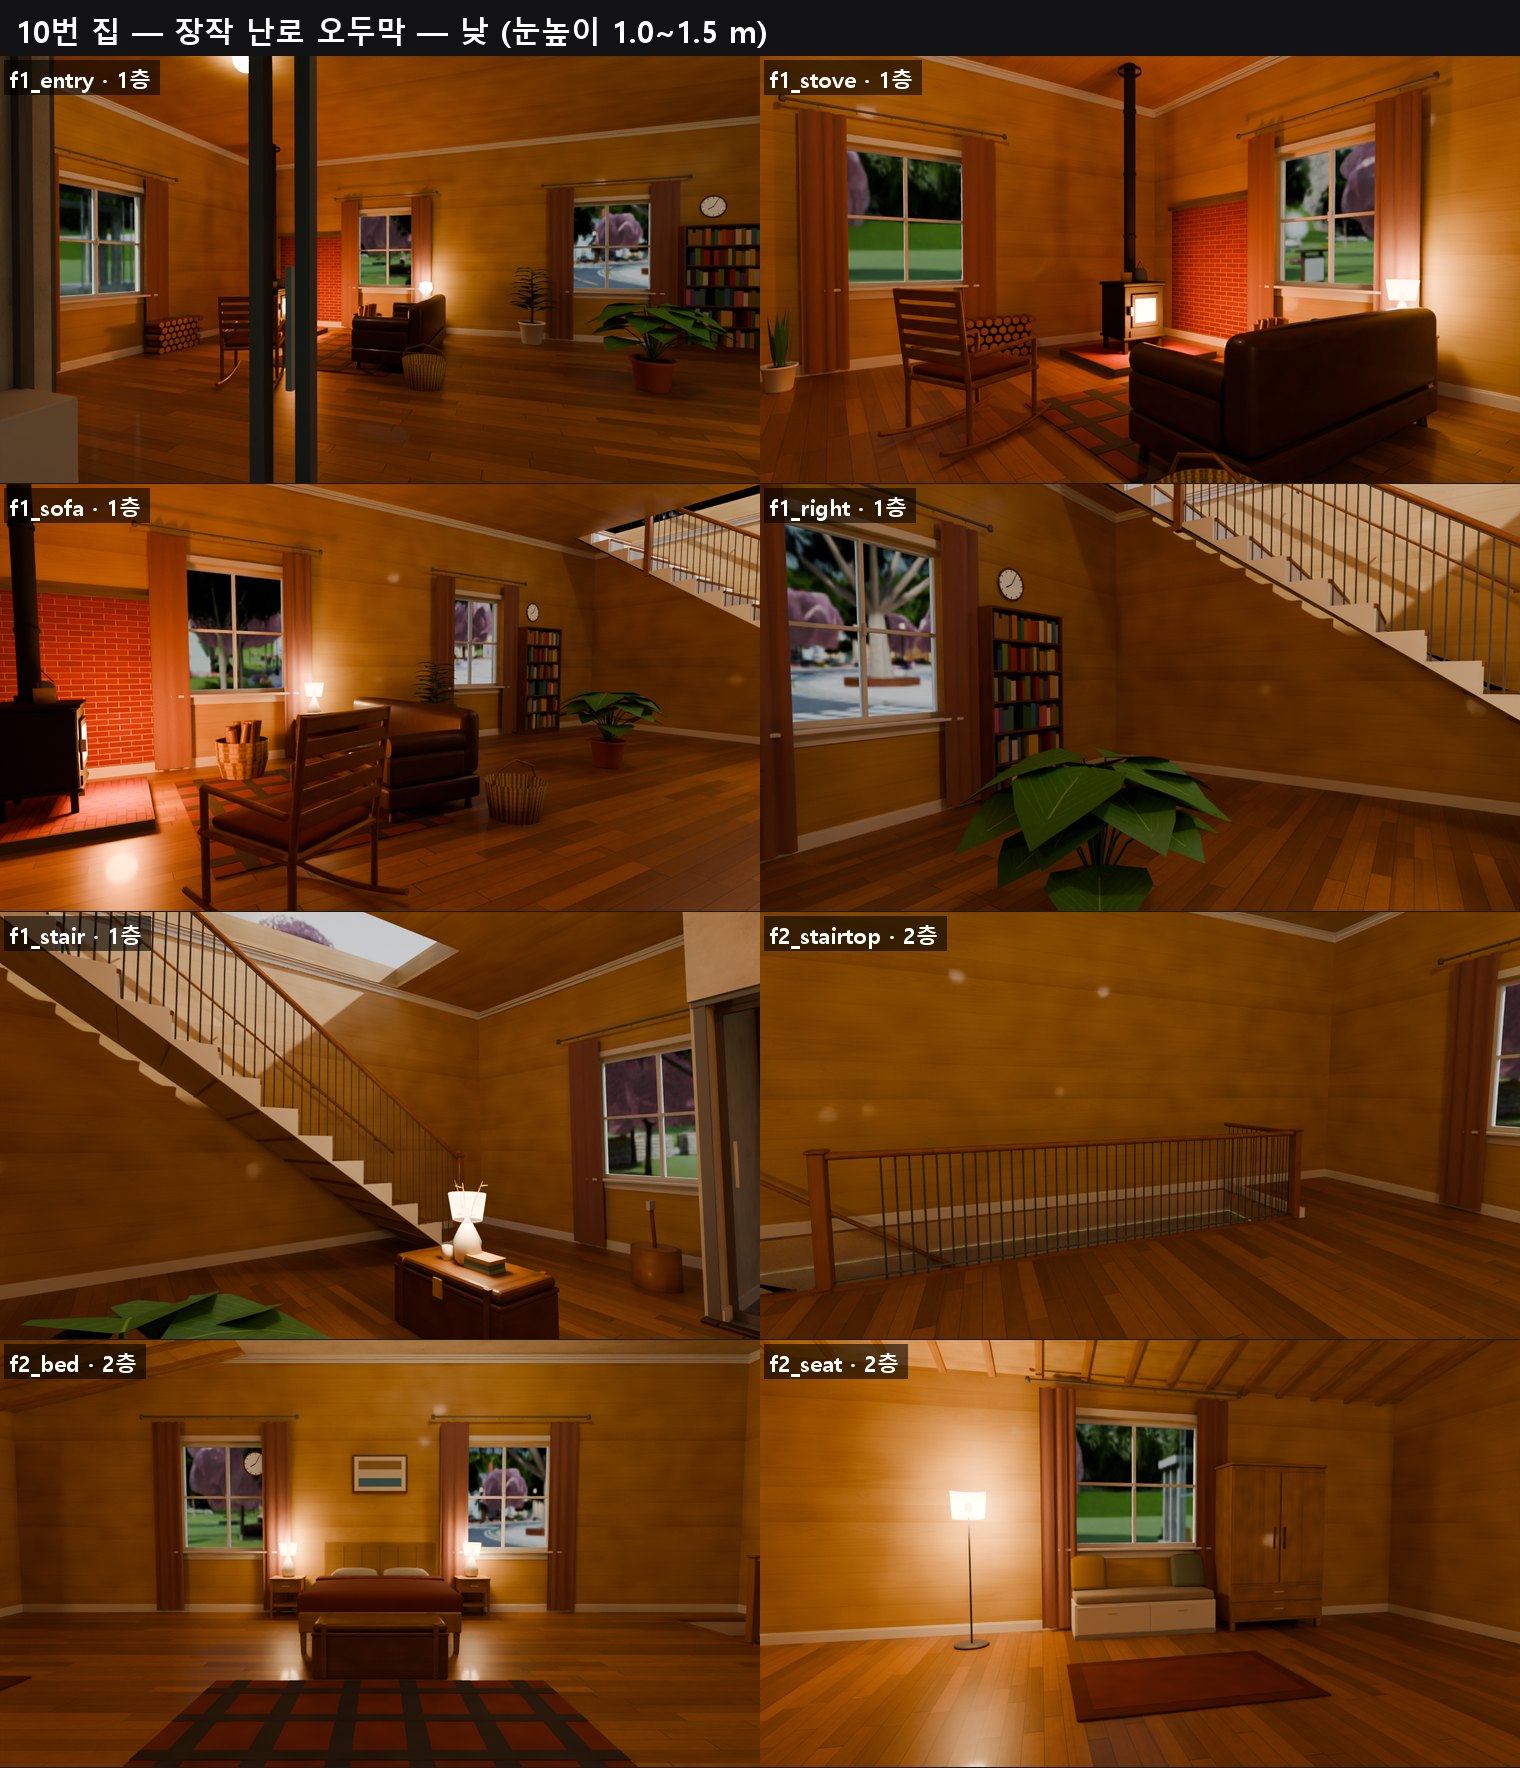 10번 집 — 장작 난로 오두막 — 낮 (눈높이 1.0~1.5 m)
f1_entry · 1층
f1_stove · 1층
f1_sofa · 1층
f1_right · 1층
f1_stair · 1층
f2_stairtop · 2층
f2_bed · 2층
f2_seat · 2층